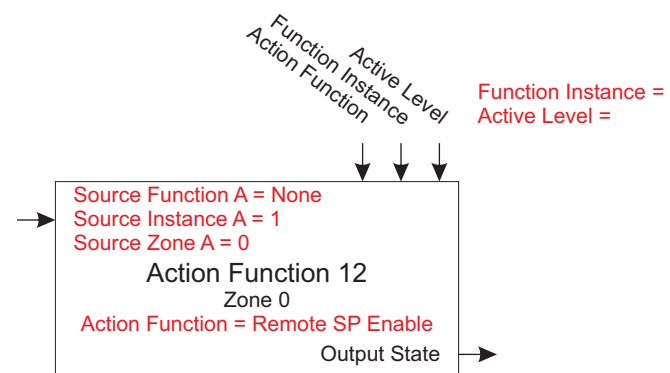 Function Instance
Action Function
Active Level
Function Instance =
Active Level =
Source Function A = None
Source Instance A = 1
Source Zone A = 0
Action Function 12
Zone 0
Action Function = Remote SP Enable
Output State